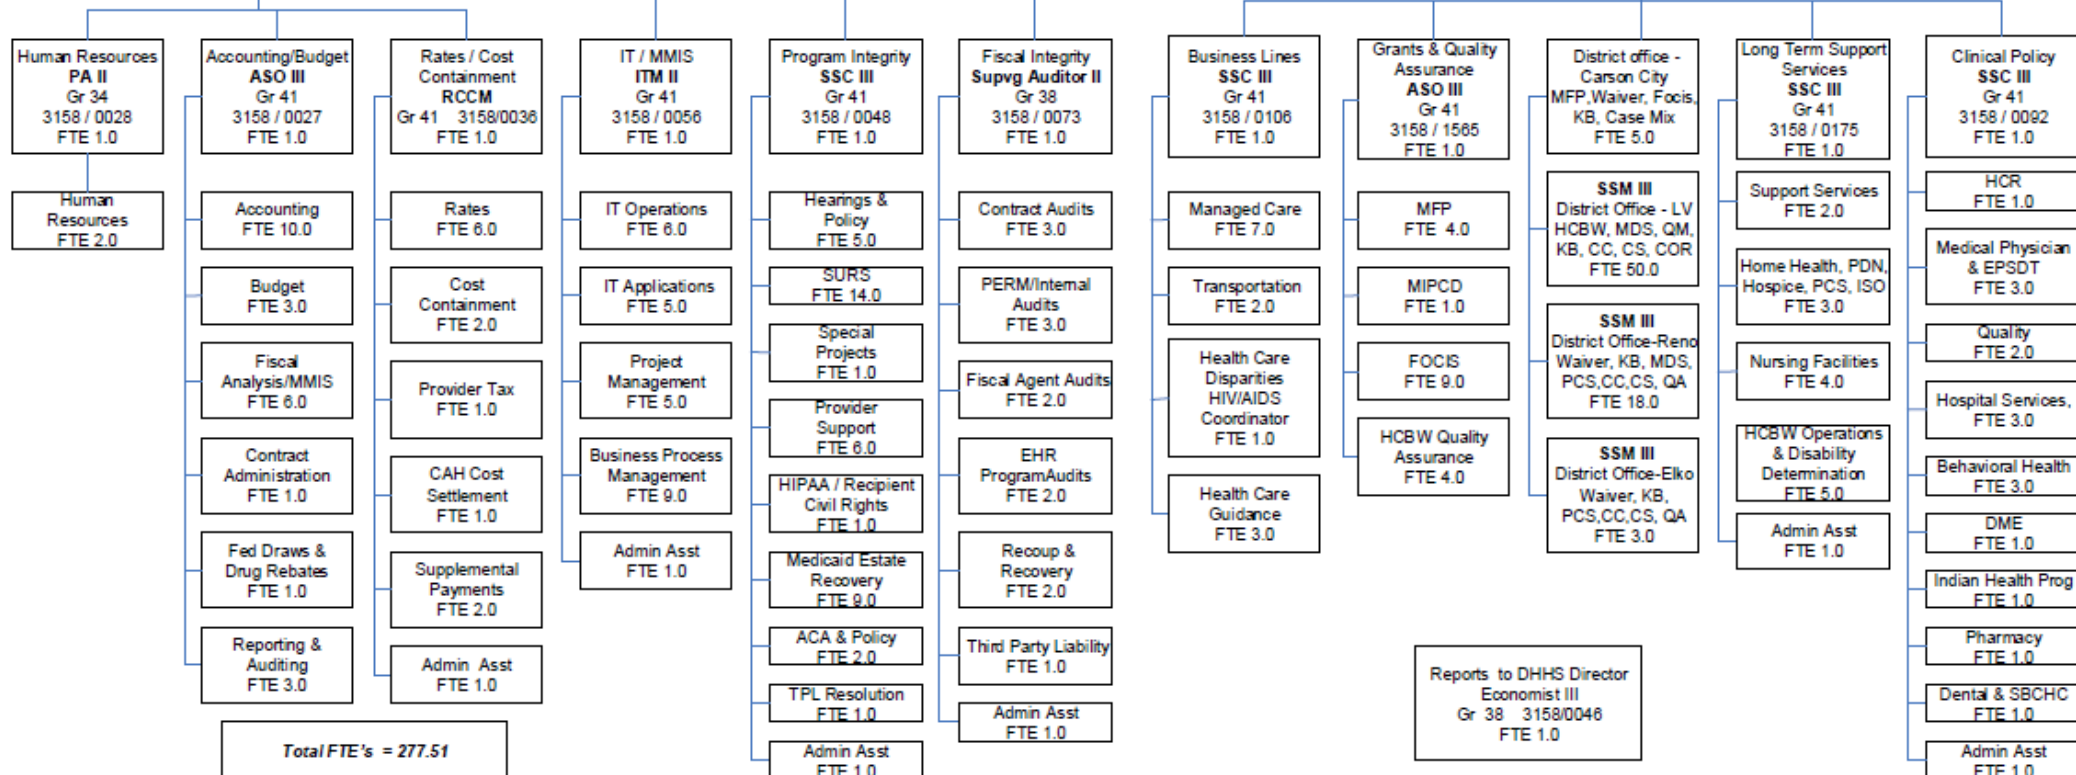 Human Resources
PA II
Gr 34
3158 / 0028
FTE 1.0
Human
Resources
FTE 2.0
Accounting/Budget
ASO III
Gr 41
3158 / 0027
FTE 1.0
Accounting
FTE 10.0
Budget
FTE 3.0
Fiscal
Analysis/MMIS
FTE 6.0
Contract
Administration
FTE 1.0
Fed Draws &
Drug Rebates
FTE 1.0
Reporting &
Auditing
FTE 3.0
Total FTE's = 277.51
Rates / Cost
Containment
RCCM
Gr 41 3158/0036
FTE 1.0
Rates
FTE 6.0
Cost
Containment
FTE 2.0
Provider Tax
FTE 1.0
CAH Cost
Settlement
FTE 1.0
Supplemental
Payments
FTE 2.0
Admin Asst
FTE 1.0
IT / MMIS
ITM II
Gr 41
3158 / 0056
FTE 1.0
IT Operations
FTE 6.0
IT Applications
FTE 5.0
Project
Management
FTE 5.0
Business Process
Management
FTE 9.0
Admin Asst
FTE 1.0
Program Integrity
SSC III
Gr 41
3158 / 0048
FTE 1.0
Hearings &
Policy
FTE 5.0
SURS
FTE 14.0
Special
Projects
FTE 1.0
Provider
Support
FTE 6.0
HIPAA / Recipient
Civil Rights
FTE 1.0
Medicaid Estate
Recovery
FTE 9.0
ACA & Policy
FTE 2.0
TPL Resolution
FTE 1.0
Admin Asst
FTE 1.0
Fiscal Integrity
Supvg Auditor II
Gr 38
3158 / 0073
FTE 1.0
Contract Audits
FTE 3.0
PERM/Internal
Audits
FTE 3.0
Fiscal Agent Audits
FTE 2.0
EHR
ProgramAudits
FTE 2.0
Recoup &
Recovery
FTE 2.0
Third Party Liability
FTE 1.0
Admin Asst
FTE 1.0
Business Lines
SSC III
Gr 41
3158 / 0106
FTE 1.0
Managed Care
FTE 7.0
Transportation
FTE 2.0
Health Care
Disparities
HIV/AIDS
Coordinator
FTE 1.0
Health Care
Guidance
FTE 3.0
Grants & Quality
Assurance
ASO III
Gr 41
3158 / 1565
FTE 1.0
MFP
FTE 4.0
MIPCD
FTE 1.0
FOCIS
FTE 9.0
HCBW Quality
Assurance
FTE 4.0
District office -
Carson City
MFP,Waiver, Focis,
KB, Case Mix
FTE 5.0
SSM III
District Office - LV
HCBW, MDS, QM,
KB, CC, CS, COR
FTE 50.0
SSM III
District Office-Reno
Waiver, KB, MDS,
PCS,CC,CS, QA
FTE 18.0
SSM III
District Office-Elko
Waiver, KB,
PCS,CC,CS, QA
FTE 3.0
Reports to DHHS Director
Economist III
Gr 38 3158/0046
FTE 1.0
Long Term Support
Services
SSC III
Gr 41
3158 / 0175
FTE 1.0
Support Services
FTE 2.0
Home Health, PDN,
Hospice, PCS, ISO
FTE 3.0
Nursing Facilities
FTE 4.0
HCBW Operations
& Disability
Determination
FTE 5.0
Admin Asst
FTE 1.0
Clinical Policy
SSC III
Gr 41
3158 / 0092
FTE 1.0
HCR
FTE 1.0
Medical Physician
& EPSDT
FTE 3.0
Quality
FTE 2.0
Hospital Services,
FTE 3.0
Behavioral Health
FTE 3.0
DME
FTE 1.0
Indian Health Prog
FTE 1.0
Pharmacy
FTE 1.0
Dental & SBCHC
FTE 1.0
Admin Asst
FTE 1.0